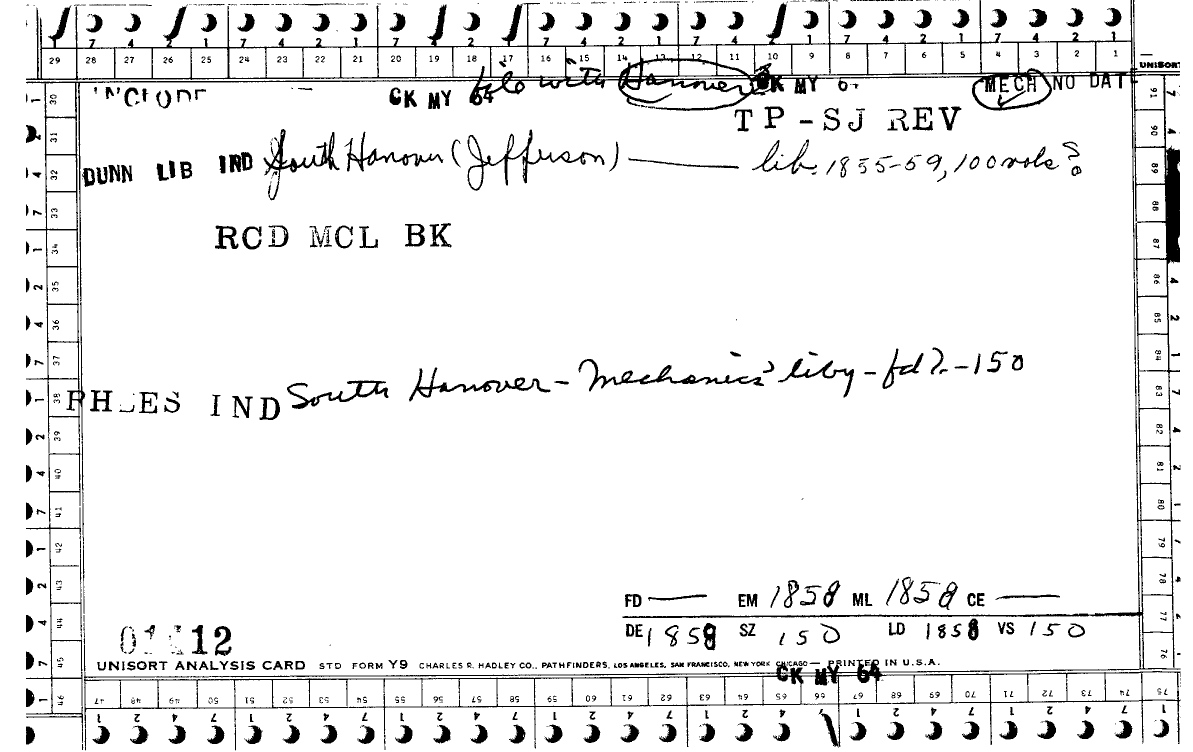 7 4 2 1 7 4 2 1 7 4 2 1 7 4 2 1 7 4 2 1 7 4 2 1 7 4 2 1
29 28 27 26 25 24 23 22 21 20 19 18 17 16 15 14 13 12 11 10 9 8 7 6 5 4 3 2 1
UNISORT
file with Hanover
INCLUDE CK MY 64 CK MY MECH NO DAT
TP-SJ REV
DUNN LIB IND South Hanover (Jefferson) —— lib. 1855-59, 100 vols?
RCD MCL BK
PHLES IND South Hanover - Mechanics' liby - fd ?. - 150
FD — EM 1858 ML 1858 CE —
DE 1858 SZ 150 LD 1858 VS 150
12
UNISORT ANALYSIS CARD STD FORM Y9 CHARLES R. HADLEY CO., PATHFINDERS, LOS ANGELES, SAN FRANCISCO, NEW YORK CHICAGO — PRINTED IN U.S.A.
CK MY 64
30 31 32 33 34 35 36 37 38 39 40 41 42 43 44 45 46
91 90 89 88 87 86 85 84 83 82 81 80 79 78 77 76 75
47 48 49 50 51 52 53 54 55 56 57 58 59 60 61 62 63 64 65 66 67 68 69 70 71 72 73 74